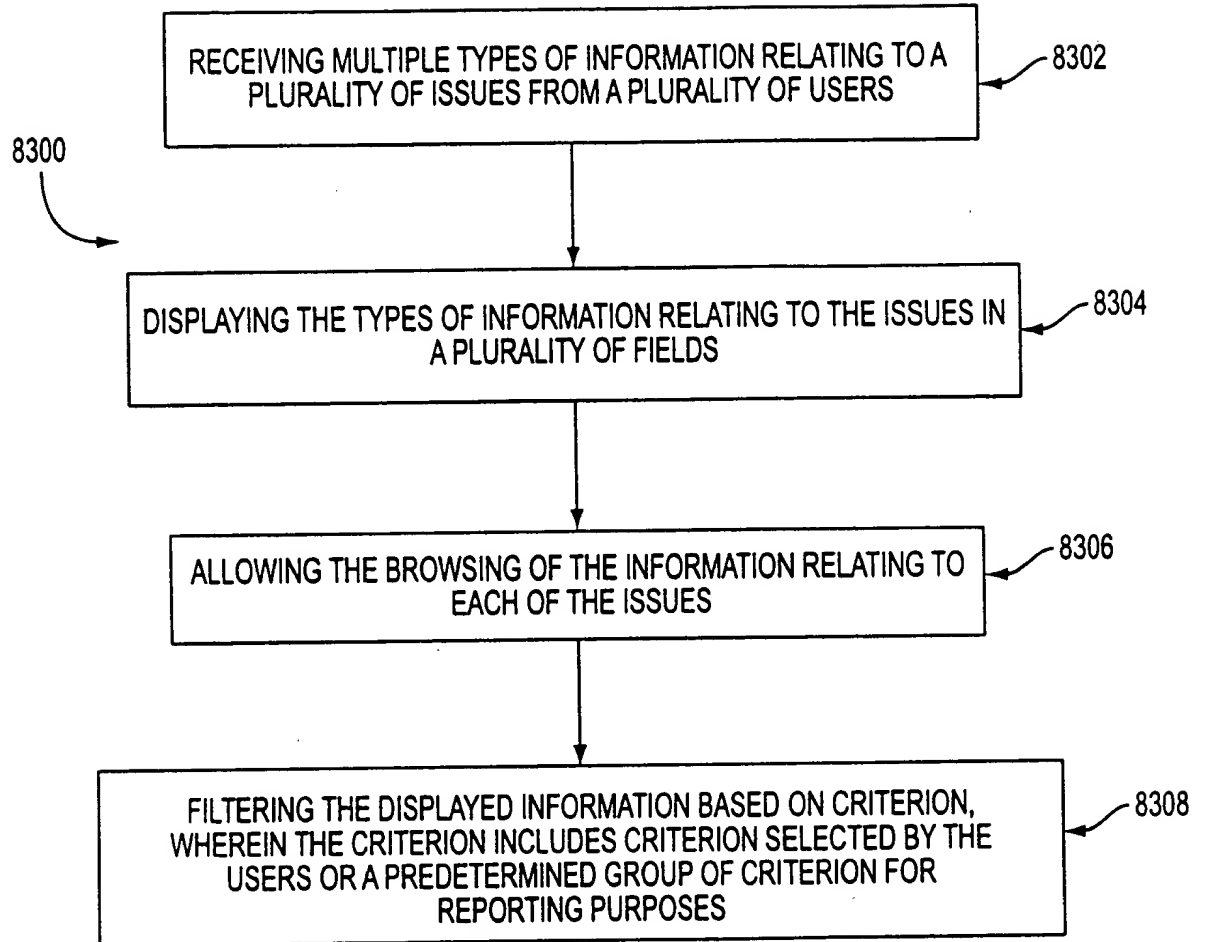 RECEIVING MULTIPLE TYPES OF INFORMATION RELATING TO A
PLURALITY OF ISSUES FROM A PLURALITY OF USERS
8302
8300
DISPLAYING THE TYPES OF INFORMATION RELATING TO THE ISSUES IN
A PLURALITY OF FIELDS
8304
ALLOWING THE BROWSING OF THE INFORMATION RELATING TO
EACH OF THE ISSUES
8306
FILTERING THE DISPLAYED INFORMATION BASED ON CRITERION,
WHEREIN THE CRITERION INCLUDES CRITERION SELECTED BY THE
USERS OR A PREDETERMINED GROUP OF CRITERION FOR
REPORTING PURPOSES
8308